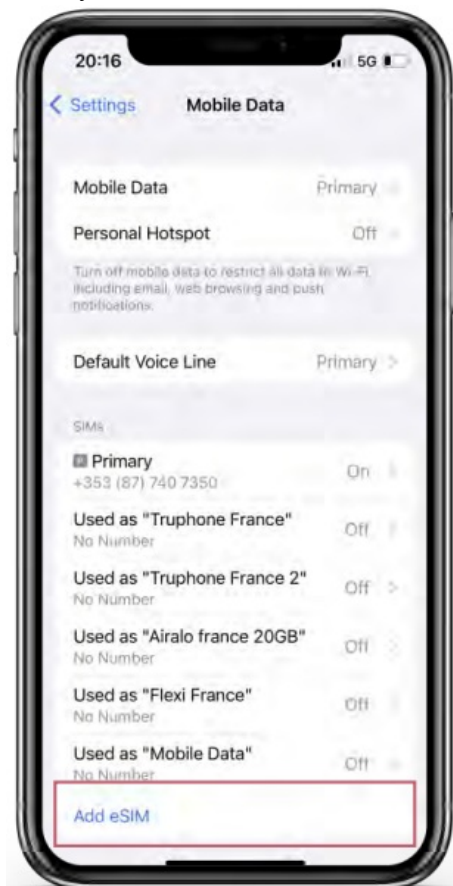 20:16
5G
Settings Mobile Data
Mobile Data Primary
Personal Hotspot Off
Turn off mobile data to restrict all data to Wi-Fi,
including email, web browsing and push
notifications.
Default Voice Line Primary
SIMs
P Primary On
+353 (87) 740 7350
Used as "Truphone France" Off
No Number
Used as "Truphone France 2" Off
No Number
Used as "Airalo france 20GB" Off
No Number
Used as "Flexi France" Off
No Number
Used as "Mobile Data" Off
No Number
Add eSIM